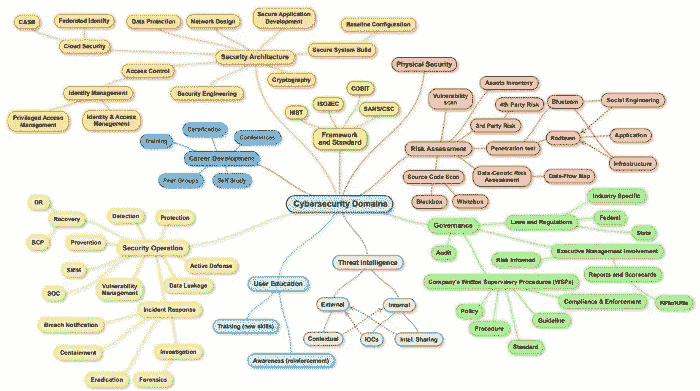 CASB
Federated Identity
Cloud Security
Data Protection
Network Design
Secure Application
Development
Baseline Configuration
Security Architecture
Secure System Build
Access Control
Cryptography
Security Engineering
Identity Management
Privileged Access
Management
Identity & Access
Management
Certification
Training
Conferences
Career Development
Peer Groups
Self Study
COBIT
ISO/IEC
NIST
SANS/CSC
Framework
and Standard
Physical Security
Vulnerability
scan
Assets Inventory
4th Party Risk
3rd Party Risk
Risk Assessment
Penetration test
Blueteam
Redteam
Social Engineering
Application
Infrastructure
Source Code Scan
Blackbox
Whitebox
Data-Centric Risk
Assessment
Data-Flow Map
Cybersecurity Domains
DR
Recovery
BCP
Detection
Protection
Prevention
Security Operation
SIEM
SOC
Vulnerability
Management
Active Defense
Data Leakage
Incident Response
Breach Notification
Containment
Eradication
Investigation
Forensics
User Education
Training (new skills)
Awareness (reinforcement)
Threat Intelligence
External
Internal
Contextual
IOCs
Intel. Sharing
Governance
Audit
Laws and Regulations
Industry Specific
Federal
State
Executive Management Involvement
Risk Informed
Reports and Scorecards
KPIs/KRIs
Company's Written Supervisory Procedures (WSPs)
Compliance & Enforcement
Policy
Procedure
Standard
Guideline